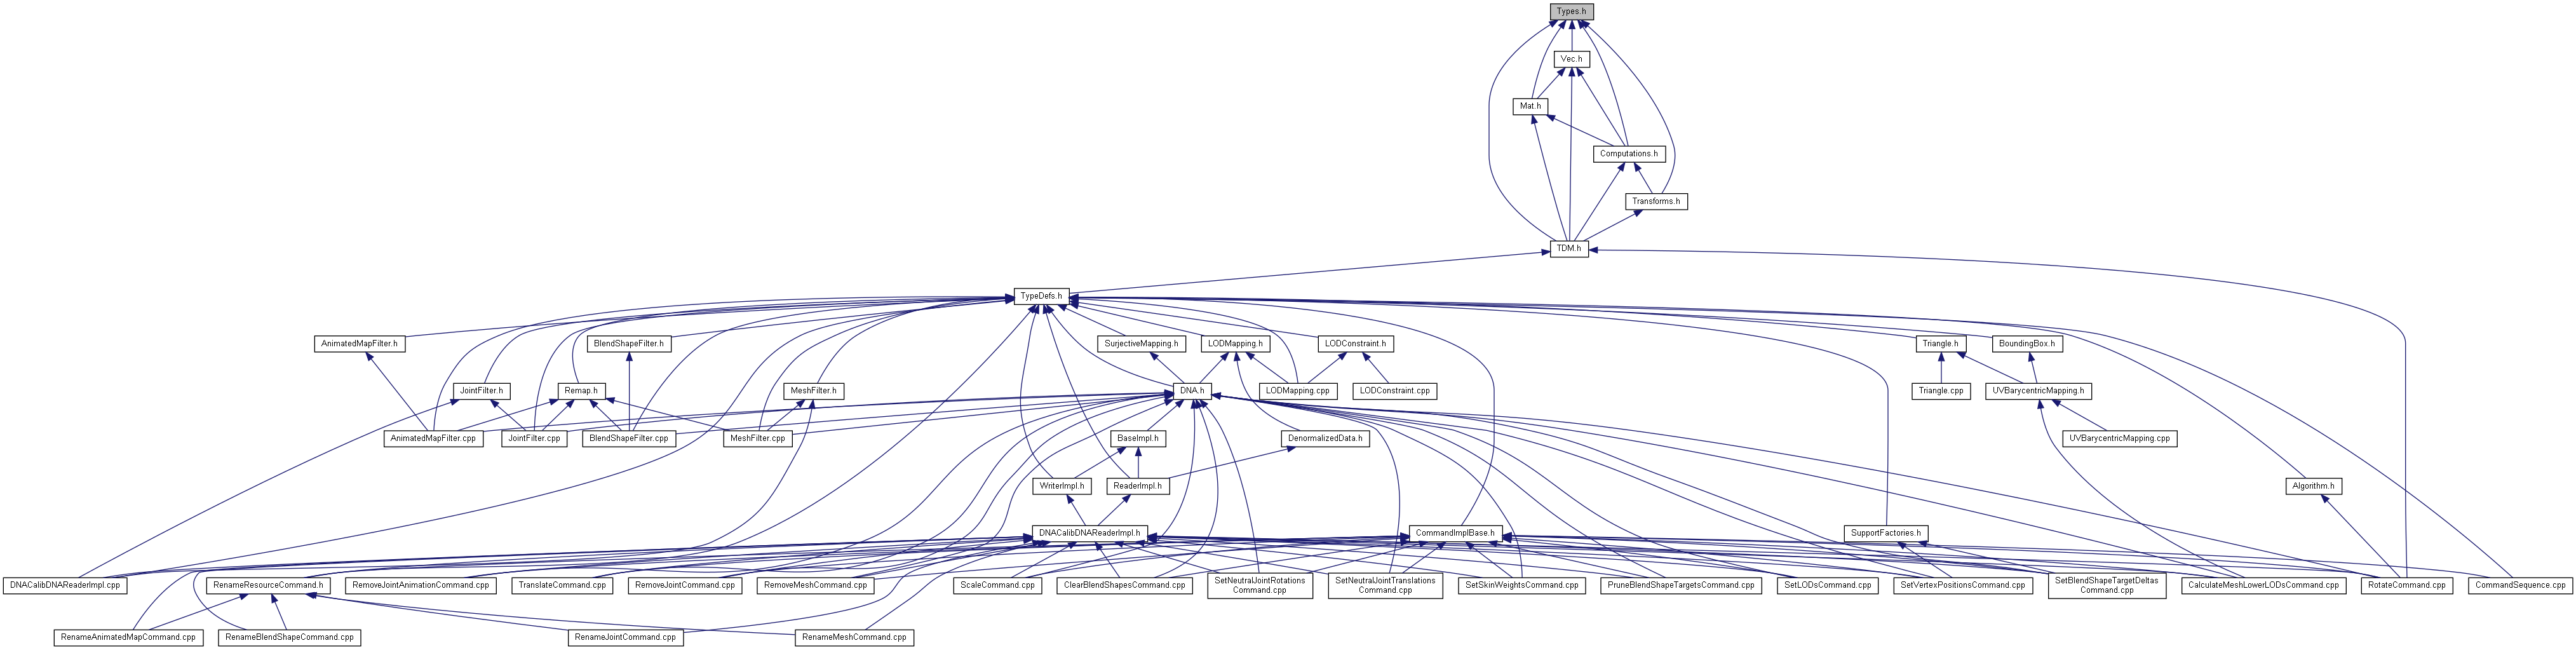 Types.h
Vec.h
Mat.h
Computations.h
Transforms.h
TDM.h
TypeDefs.h
AnimatedMapFilter.h
BlendShapeFilter.h
SurjectiveMapping.h
LODMapping.h
LODConstraint.h
Triangle.h
BoundingBox.h
JointFilter.h
Remap.h
MeshFilter.h
DNA.h
LODMapping.cpp
LODConstraint.cpp
Triangle.cpp
UVBarycentricMapping.h
AnimatedMapFilter.cpp
JointFilter.cpp
BlendShapeFilter.cpp
MeshFilter.cpp
BaseImpl.h
DenormalizedData.h
UVBarycentricMapping.cpp
WriterImpl.h
ReaderImpl.h
Algorithm.h
DNACalibDNAReaderImpl.h
CommandImplBase.h
SupportFactories.h
DNACalibDNAReaderImpl.cpp
RenameResourceCommand.h
RemoveJointAnimationCommand.cpp
TranslateCommand.cpp
RemoveJointCommand.cpp
RemoveMeshCommand.cpp
ScaleCommand.cpp
ClearBlendShapesCommand.cpp
SetNeutralJointRotations
Command.cpp
SetNeutralJointTranslations
Command.cpp
SetSkinWeightsCommand.cpp
PruneBlendShapeTargetsCommand.cpp
SetLODsCommand.cpp
SetVertexPositionsCommand.cpp
SetBlendShapeTargetDeltas
Command.cpp
CalculateMeshLowerLODsCommand.cpp
RotateCommand.cpp
CommandSequence.cpp
RenameAnimatedMapCommand.cpp
RenameBlendShapeCommand.cpp
RenameJointCommand.cpp
RenameMeshCommand.cpp